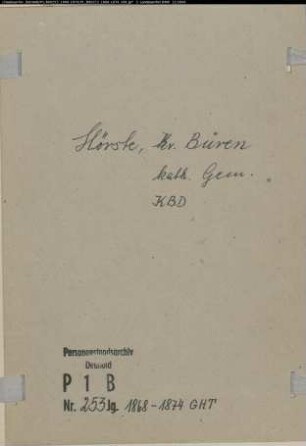 Hörste, Kr. Büren
kath. Gem.
KBD
Personenstandsarchiv
Detmold
P 1 B
Nr. 253 Jg. 1868-1874 GHT